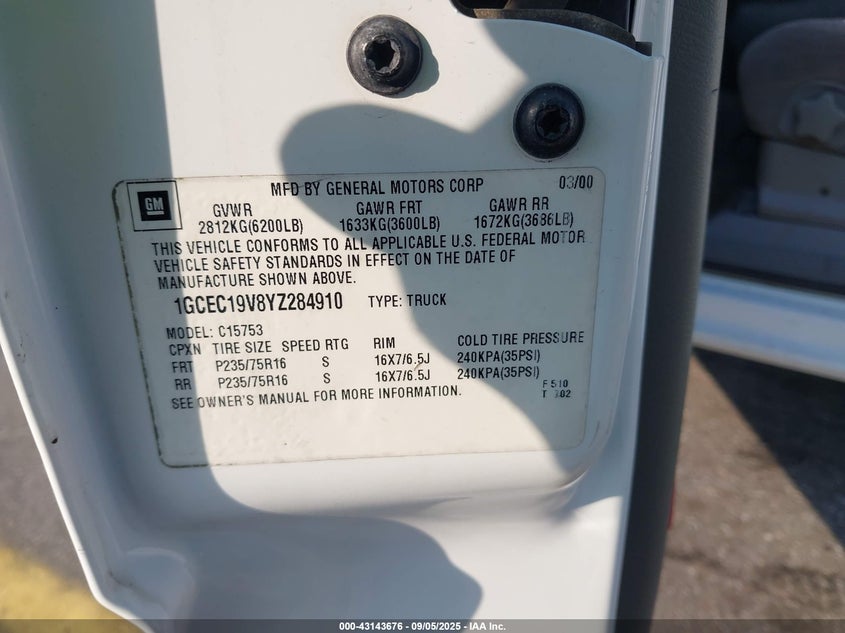 GM
MFD BY GENERAL MOTORS CORP 03/00
GVWR GAWR FRT GAWR RR
2812KG(6200LB) 1633KG(3600LB) 1672KG(3686LB)
THIS VEHICLE CONFORMS TO ALL APPLICABLE U.S. FEDERAL MOTOR
VEHICLE SAFETY STANDARDS IN EFFECT ON THE DATE OF
MANUFACTURE SHOWN ABOVE.
1GCEC19V8YZ284910 TYPE: TRUCK
MODEL: C15753
CPXN TIRE SIZE SPEED RTG RIM COLD TIRE PRESSURE
FRT P235/75R16 S 16X7/6.5J 240KPA(35PSI)
RR P235/75R16 S 16X7/6.5J 240KPA(35PSI)
SEE OWNER'S MANUAL FOR MORE INFORMATION.
F 510
T
000-43143676 - 09/05/2025 - IAA Inc.